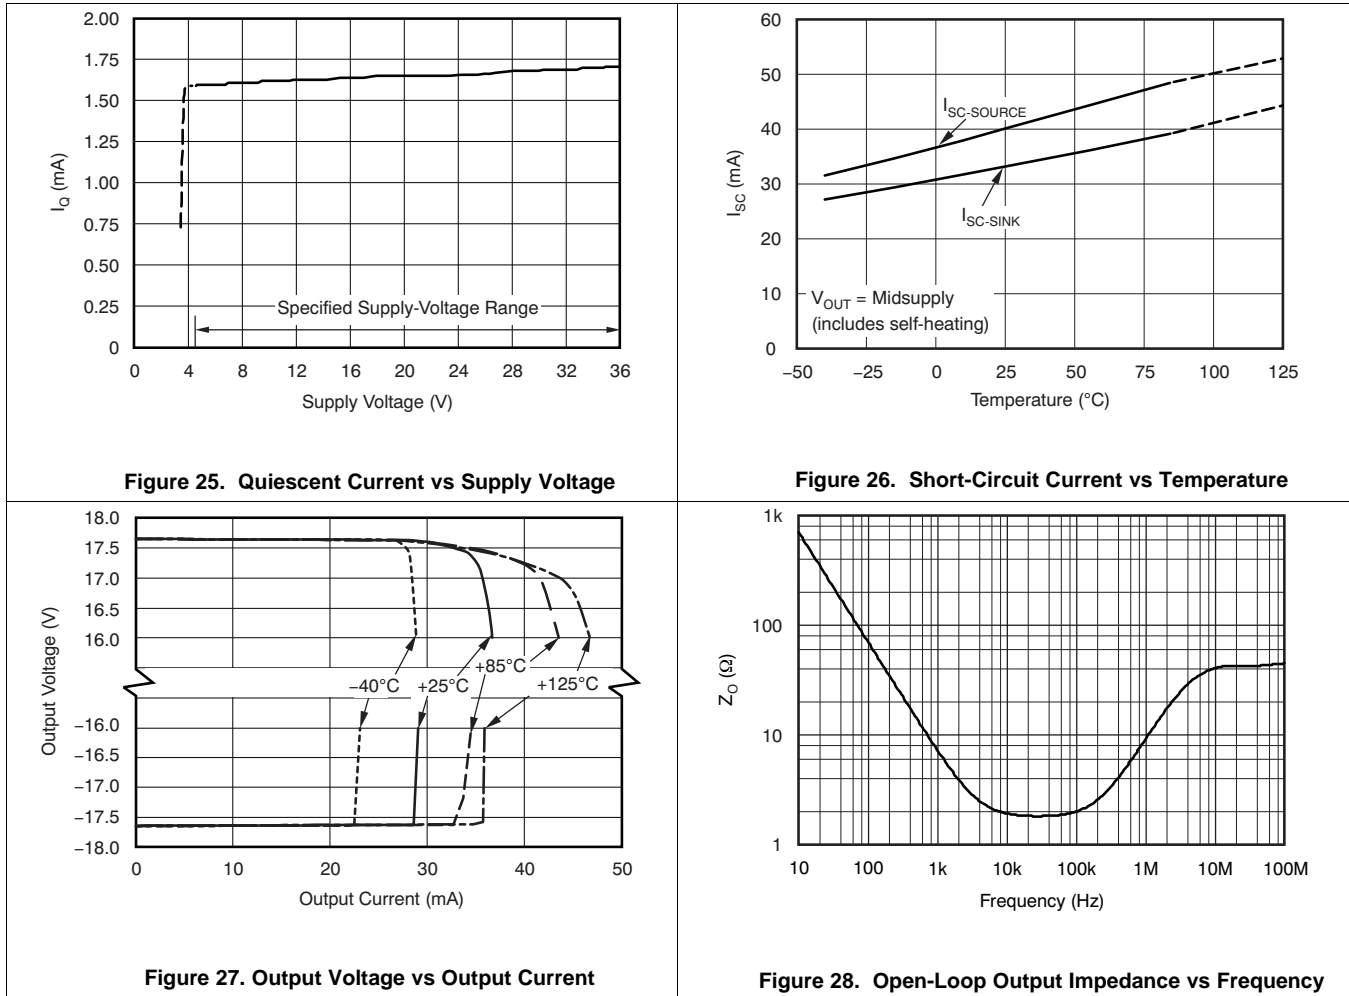 2.00
1.75
1.50
1.25
1.00
0.75
0.50
0.25
0
I_Q (mA)
Specified Supply-Voltage Range
0 4 8 12 16 20 24 28 32 36
Supply Voltage (V)
Figure 25. Quiescent Current vs Supply Voltage
60
50
40
30
20
10
0
I_SC (mA)
I_SC-SOURCE
I_SC-SINK
V_OUT = Midsupply
(includes self-heating)
−50 −25 0 25 50 75 100 125
Temperature (°C)
Figure 26. Short-Circuit Current vs Temperature
18.0
17.5
17.0
16.5
16.0
−16.0
−16.5
−17.0
−17.5
−18.0
Output Voltage (V)
−40°C +25°C +85°C +125°C
0 10 20 30 40 50
Output Current (mA)
Figure 27. Output Voltage vs Output Current
1k
100
10
1
Z_O (Ω)
10 100 1k 10k 100k 1M 10M 100M
Frequency (Hz)
Figure 28. Open-Loop Output Impedance vs Frequency